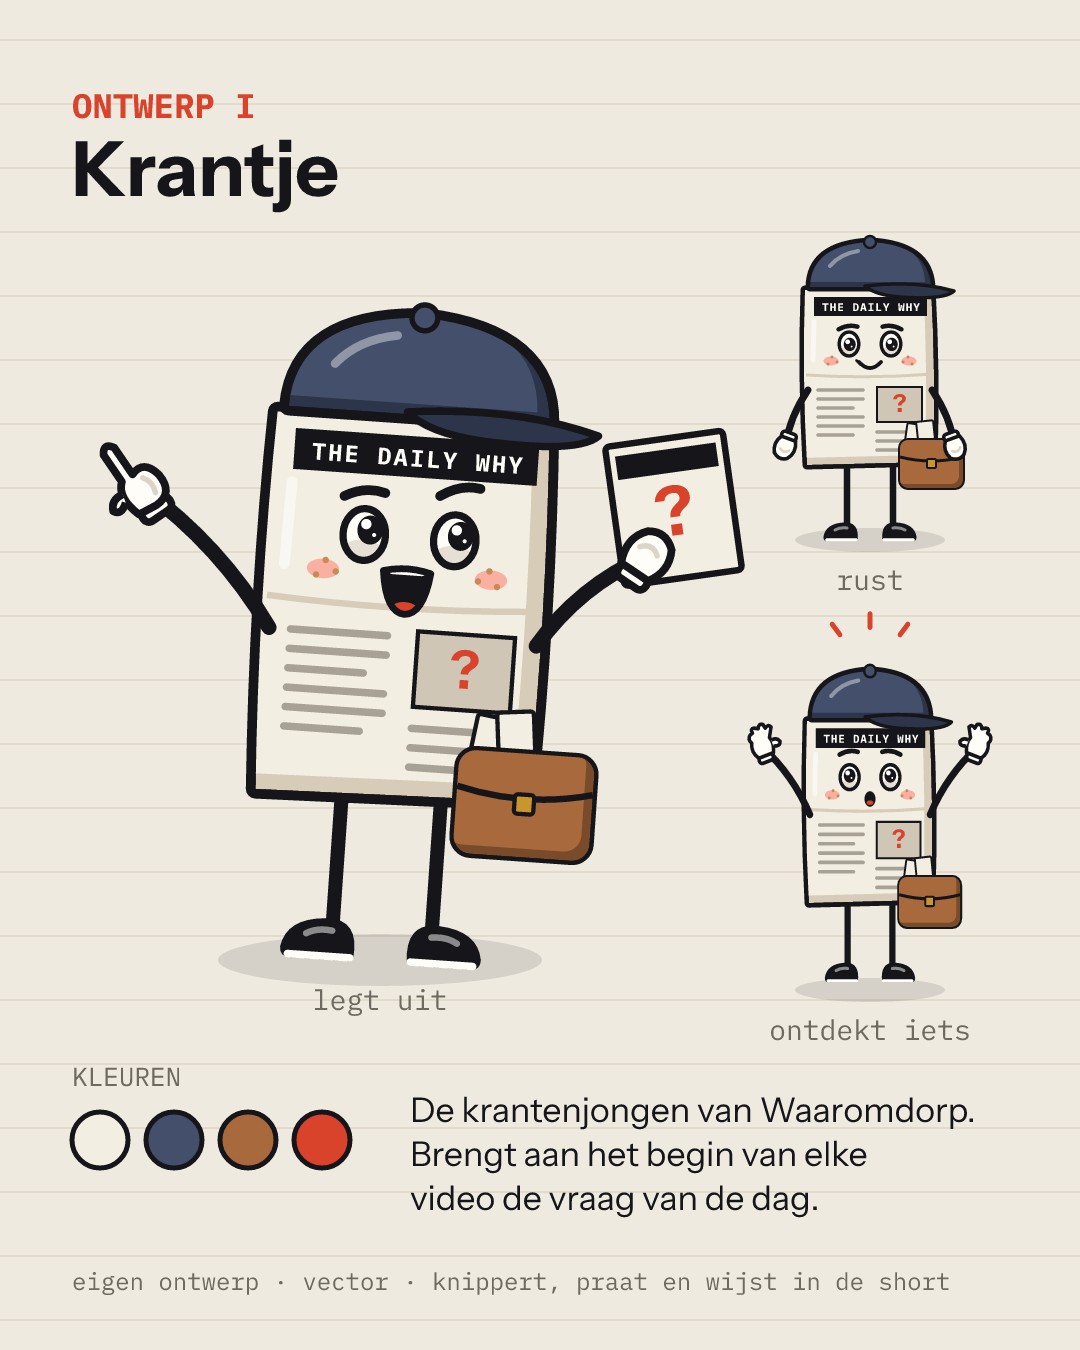 ONTWERP I
Krantje
THE DAILY WHY
?
?
THE DAILY WHY
?
rust
THE DAILY WHY
?
legt uit
ontdekt iets
KLEUREN
De krantenjongen van Waaromdorp.
Brengt aan het begin van elke
video de vraag van de dag.
eigen ontwerp · vector · knippert, praat en wijst in de short